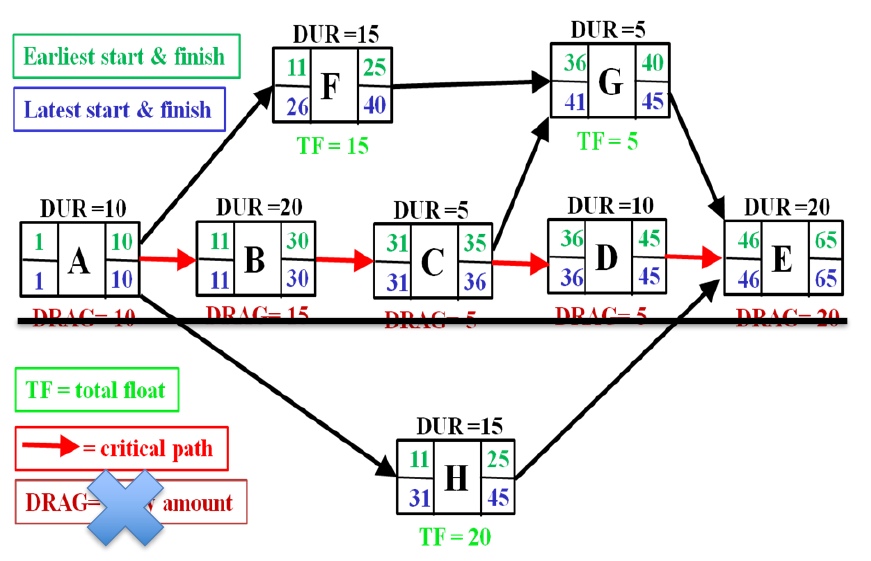 DUR =15
DUR =5
Earliest start & finish
11 F 25
26 40
36 G 40
41 45
Latest start & finish
TF = 15
TF = 5
DUR =10
DUR =20
DUR =5
DUR =10
DUR =20
1 A 10
1 10
11 B 30
11 30
31 C 35
31 36
36 D 45
36 45
46 E 65
46 65
DRAG= 10
DRAG= 15
DRAG= 5
DRAG= 5
DRAG= 20
TF = total float
DUR =15
= critical path
11 H 25
31 45
DRAG= amount
TF = 20